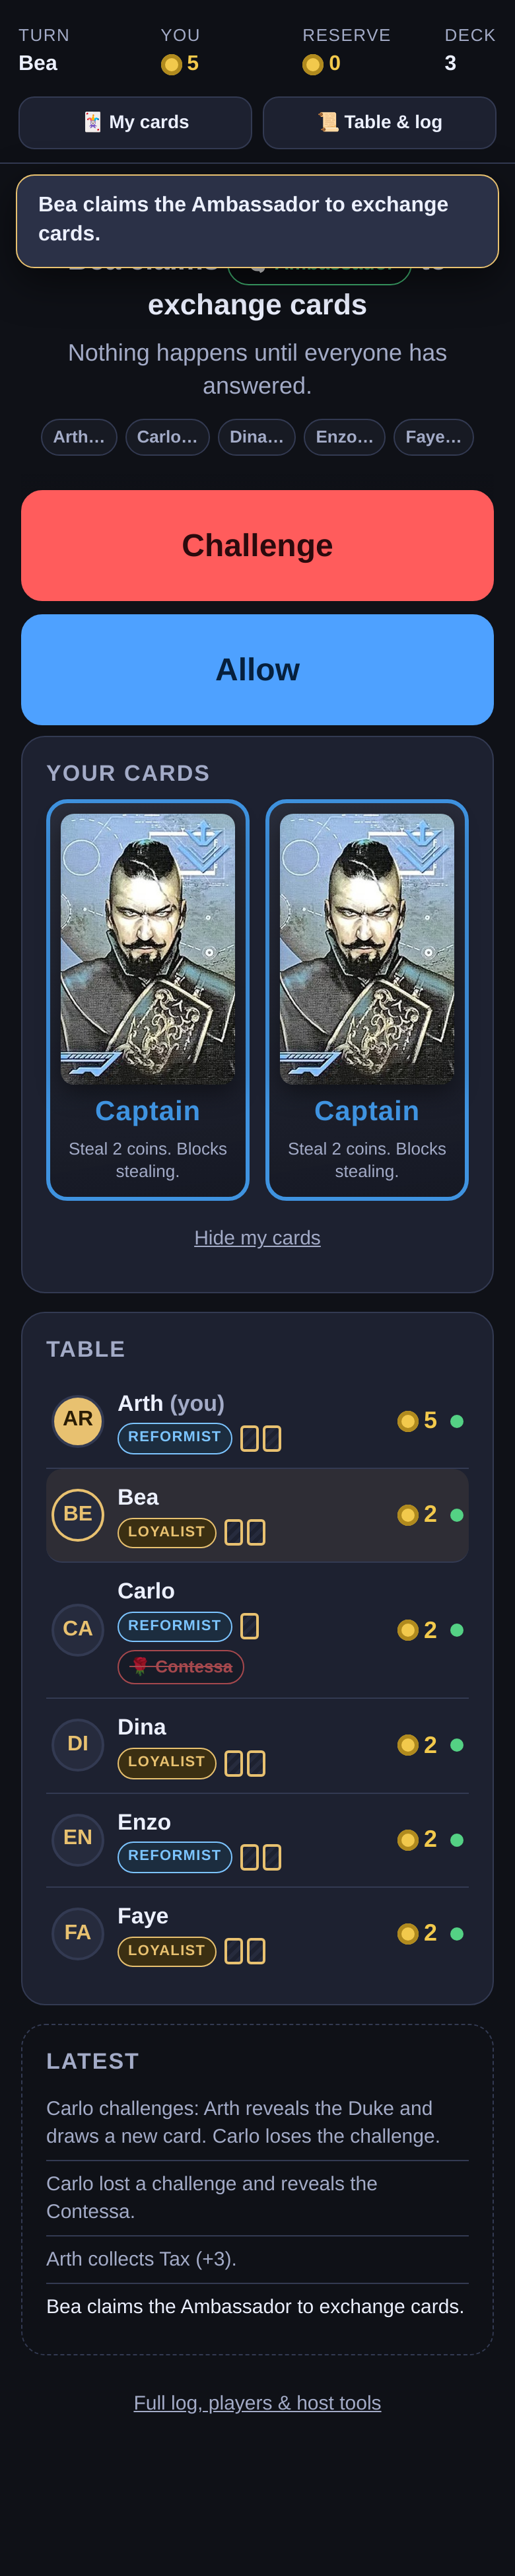 TURN
YOU
RESERVE
DECK
Bea
5
0
3
🃏 My cards
📜 Table & log
Bea claims the Ambassador to exchange
cards.
exchange cards
Nothing happens until everyone has
answered.
Arth…
Carlo…
Dina…
Enzo…
Faye…
Challenge
Allow
YOUR CARDS
Captain
Captain
Steal 2 coins. Blocks
stealing.
Steal 2 coins. Blocks
stealing.
Hide my cards
TABLE
AR
Arth (you)
REFORMIST
5
BE
Bea
LOYALIST
2
CA
Carlo
REFORMIST
🌹 Contessa
2
DI
Dina
LOYALIST
2
EN
Enzo
REFORMIST
2
FA
Faye
LOYALIST
2
LATEST
Carlo challenges: Arth reveals the Duke and
draws a new card. Carlo loses the challenge.
Carlo lost a challenge and reveals the
Contessa.
Arth collects Tax (+3).
Bea claims the Ambassador to exchange cards.
Full log, players & host tools